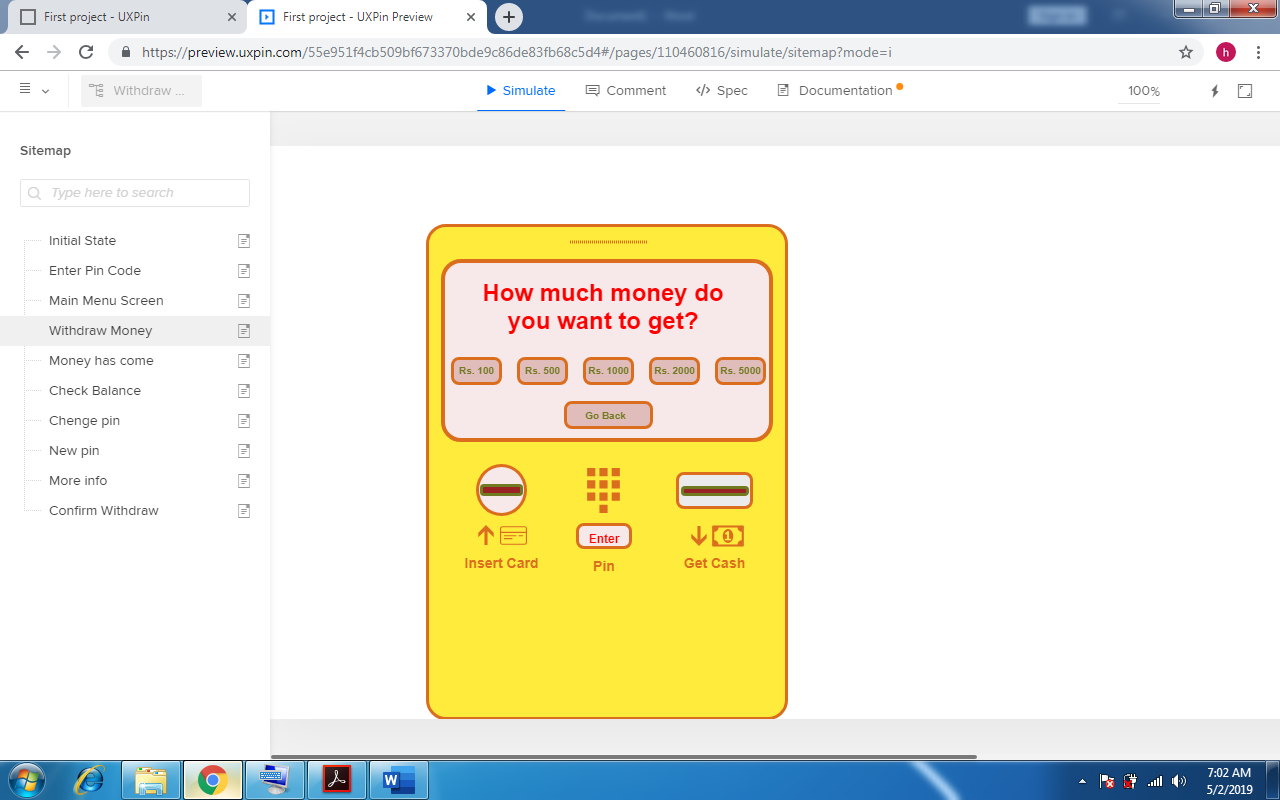 First project - UXPin
First project - UXPin Preview
https://preview.uxpin.com/55e951f4cb509bf673370bde9c86de83fb68c5d4#/pages/110460816/simulate/sitemap?mode=i
h
Withdraw ...
Simulate
Comment
Spec
Documentation
100%
Sitemap
Type here to search
Initial State
Enter Pin Code
Main Menu Screen
Withdraw Money
Money has come
Check Balance
Chenge pin
New pin
More info
Confirm Withdraw
How much money do
you want to get?
Rs. 100
Rs. 500
Rs. 1000
Rs. 2000
Rs. 5000
Go Back
Enter
1
Insert Card
Pin
Get Cash
W
7:02 AM
5/2/2019